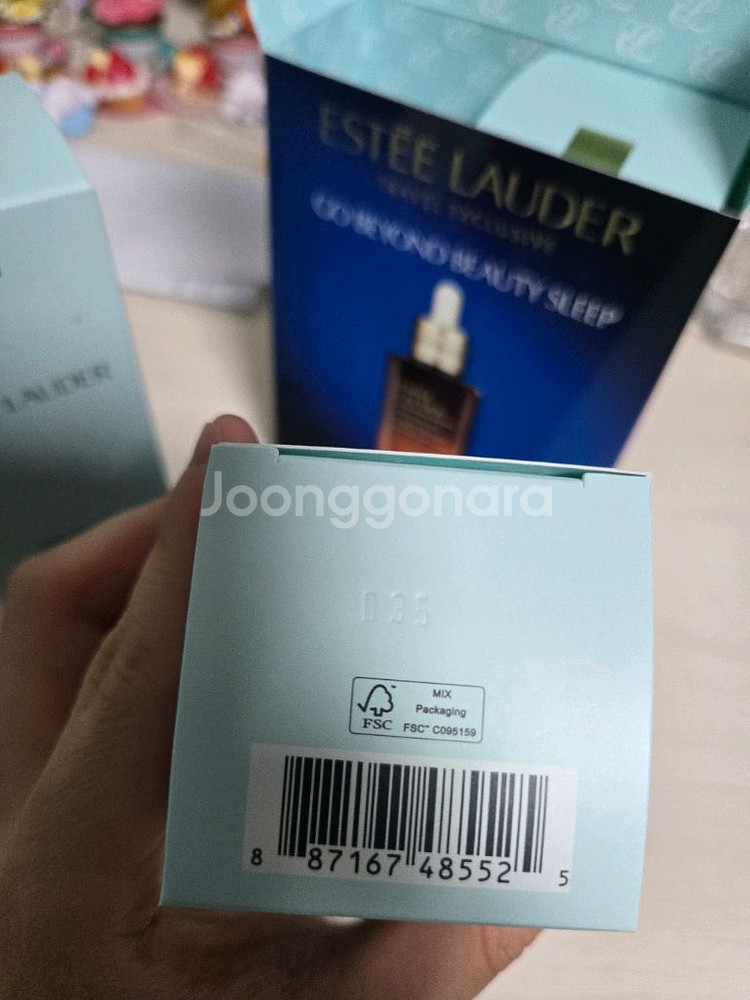 ESTÉE LAUDER
TRAVEL EXCLUSIVE
GO BEYOND BEAUTY SLEEP
LAUDER
Joonggonara
D35
MIX
Packaging
FSC™ C095159
FSC
8 87167 48552 5